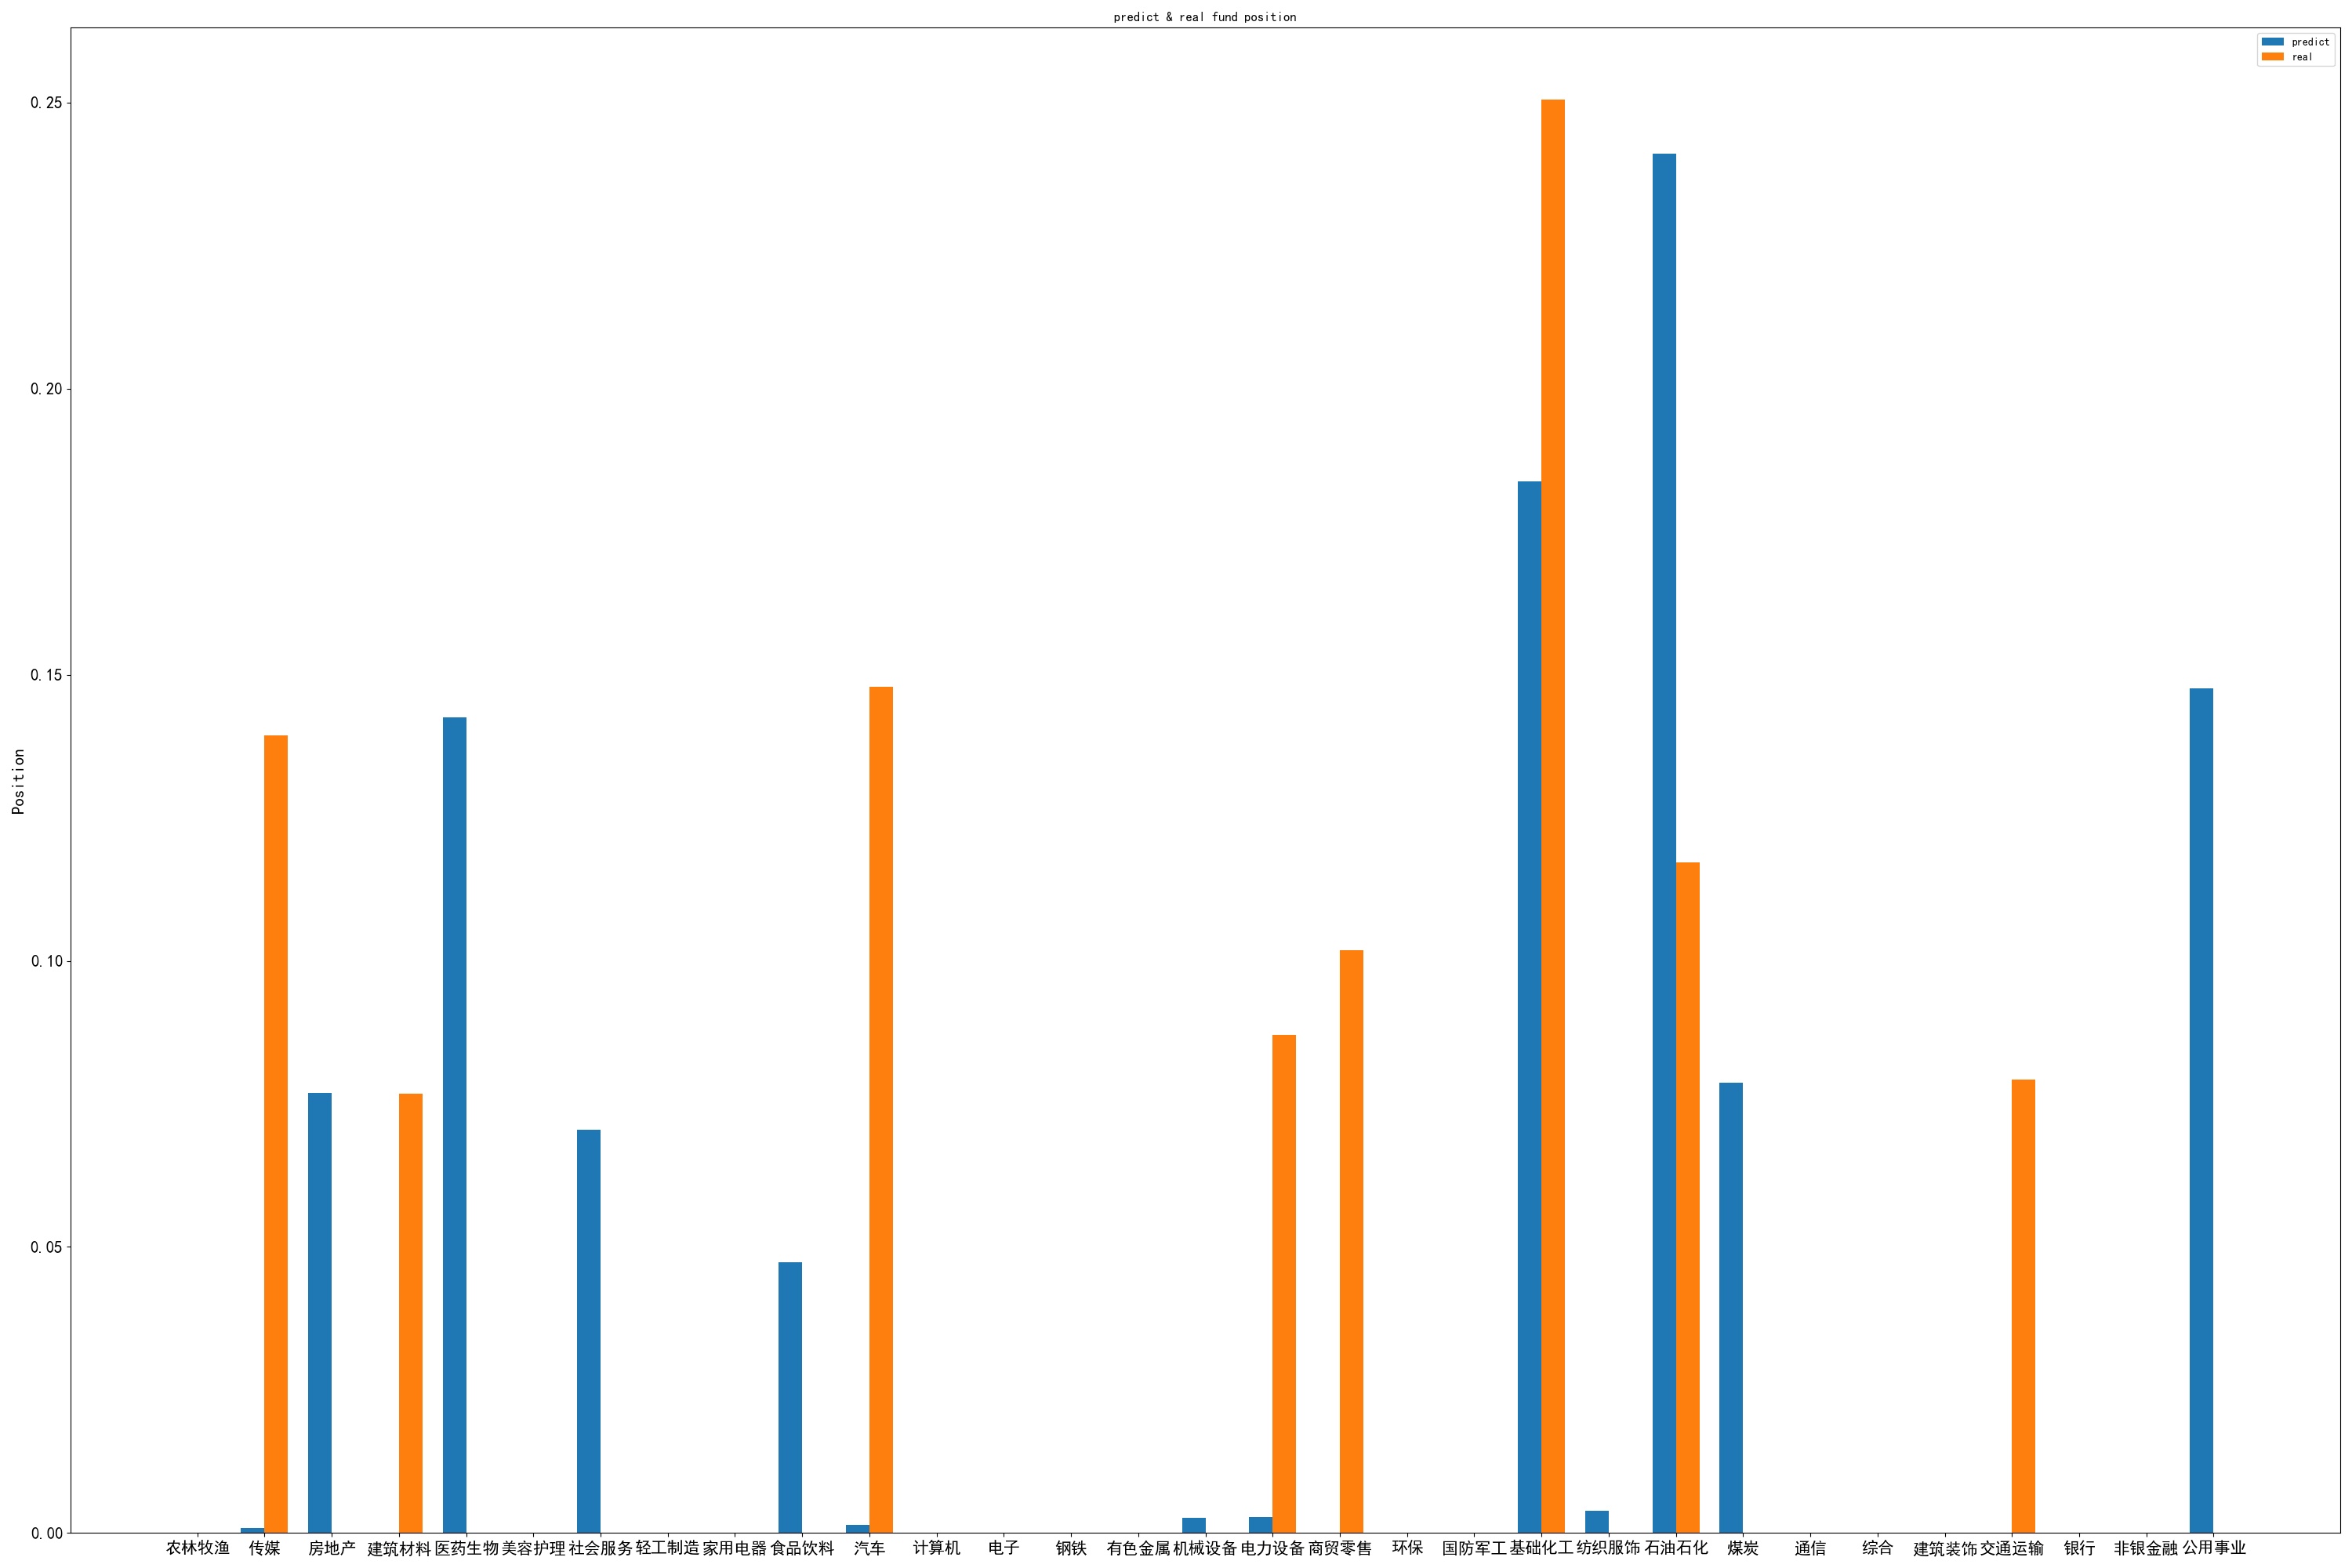 predict & real fund position
predict
real
0.25
0.20
0.15
0.10
0.05
0.00
Position
农林牧渔 传媒 房地产 建筑材料 医药生物 美容护理 社会服务 轻工制造 家用电器 食品饮料 汽车 计算机 电子 钢铁 有色金属 机械设备 电力设备 商贸零售 环保 国防军工 基础化工 纺织服饰 石油石化 煤炭 通信 综合 建筑装饰 交通运输 银行 非银金融 公用事业